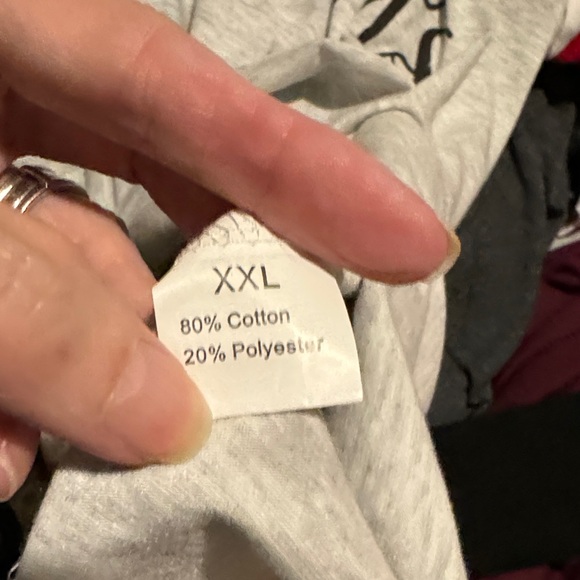 XXL
80% Cotton
20% Polyester